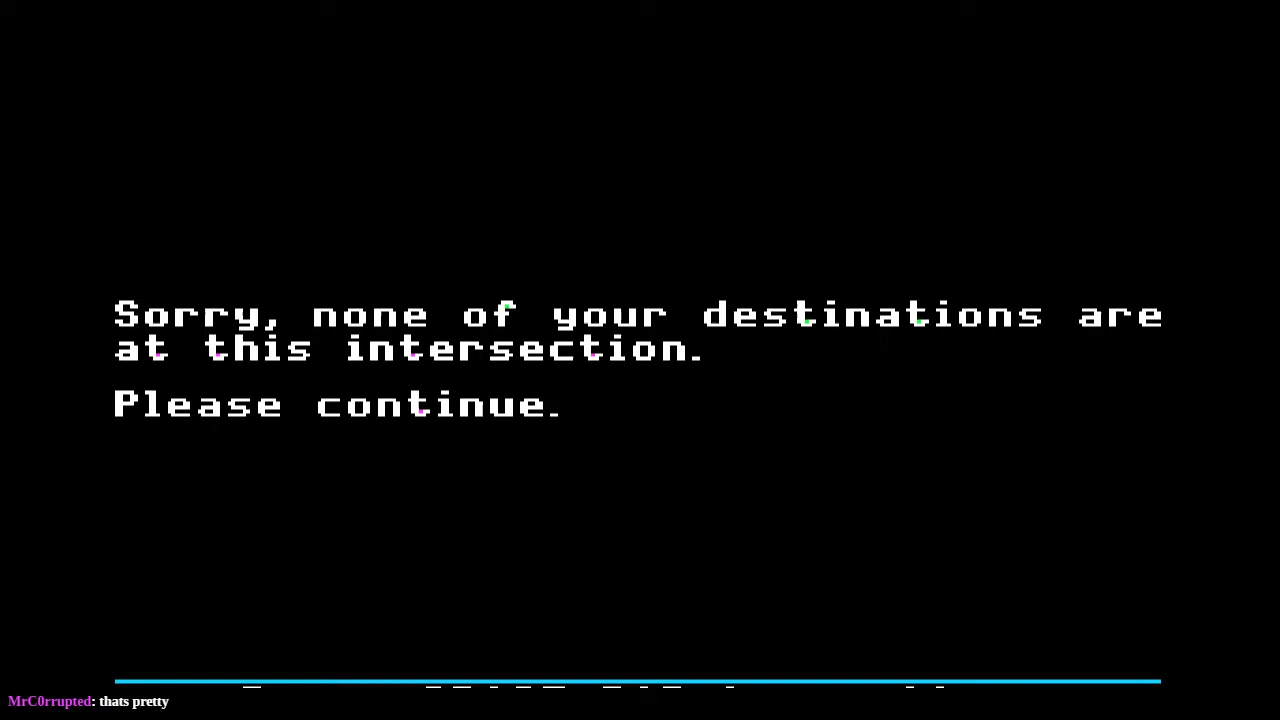 Sorry, none of your destinations are
at this intersection.
Please continue.
MrC0rrupted: thats pretty